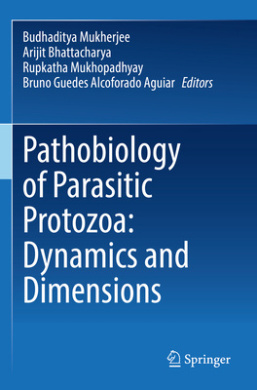 Budhaditya Mukherjee
Arijit Bhattacharya
Rupkatha Mukhopadhyay
Bruno Guedes Alcoforado Aguiar Editors
Pathobiology
of Parasitic
Protozoa:
Dynamics and
Dimensions
Springer